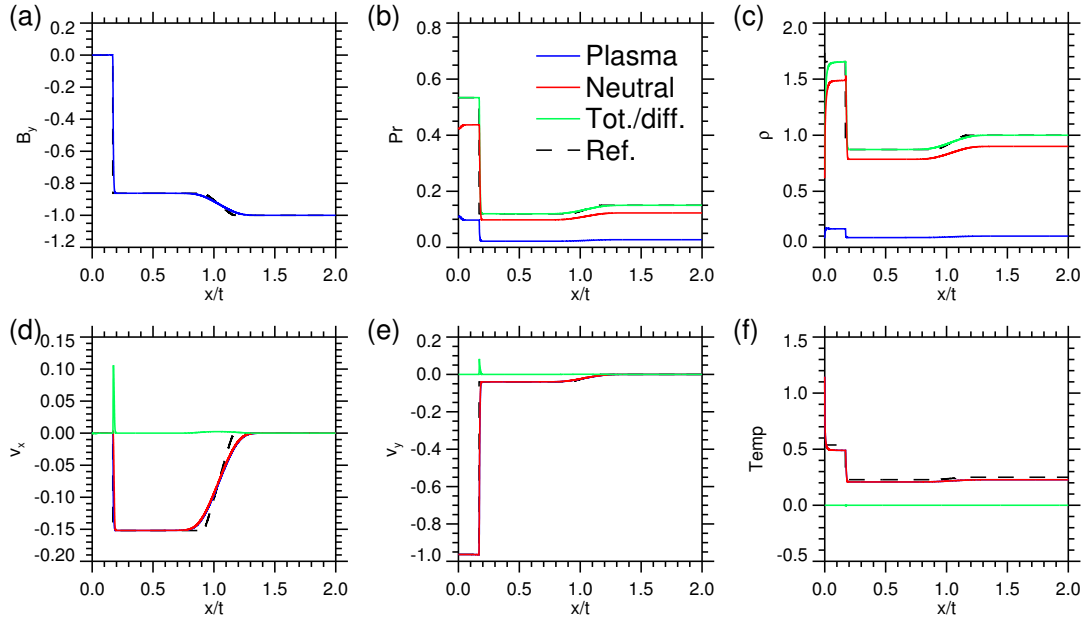 (a)
0.2
0.0
-0.2
-0.4
-0.6
-0.8
-1.0
-1.2
B_y
0.0 0.5 1.0 1.5 2.0
x/t
(b)
0.8
0.6
0.4
0.2
0.0
Pr
Plasma
Neutral
Tot./diff.
Ref.
0.0 0.5 1.0 1.5 2.0
x/t
(c)
2.0
1.5
1.0
0.5
0.0
ρ
0.0 0.5 1.0 1.5 2.0
x/t
(d)
0.15
0.10
0.05
0.00
-0.05
-0.10
-0.15
-0.20
v_x
0.0 0.5 1.0 1.5 2.0
x/t
(e)
0.2
0.0
-0.2
-0.4
-0.6
-0.8
-1.0
v_y
0.0 0.5 1.0 1.5 2.0
x/t
(f)
1.5
1.0
0.5
0.0
-0.5
Temp
0.0 0.5 1.0 1.5 2.0
x/t